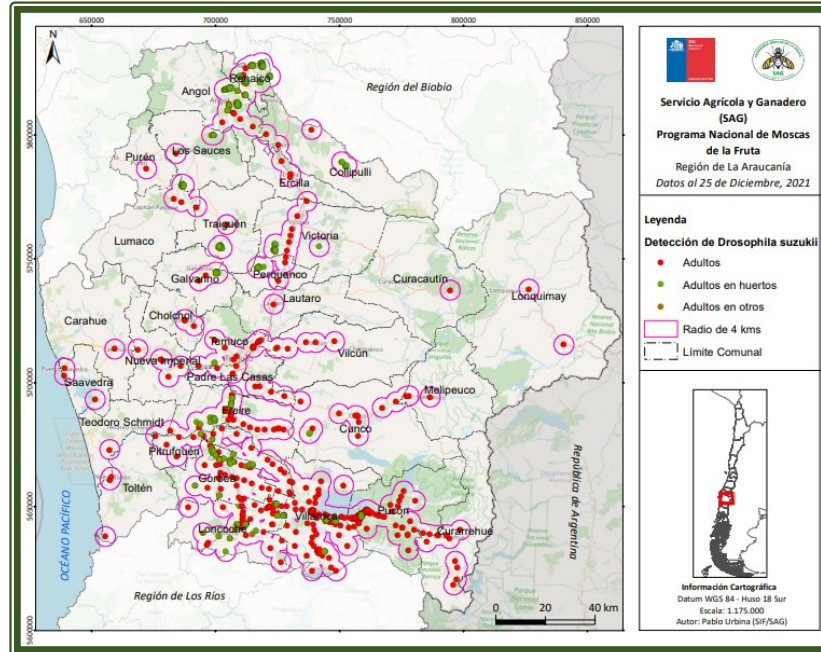 650000 700000 750000 800000 850000
N
Renaico
Angol
Región del Biobío
5800000
Los Sauces
Purén
Collipulli
Ercilla
Traiguén
Victoria
Lumaco
5750000
Perquenco
Galvarino
Curacautín
Lonquimay
Lautaro
Cholchol
Carahue
Temuco
Vilcún
Nueva Imperial
Padre Las Casas
5700000
Saavedra
Melipeuco
Freire
Teodoro Schmidt
Cunco
Pitrufquén
República de Argentina
Gorbea
Toltén
OCÉANO PACÍFICO
5650000
Pucón
Villarrica
Loncoche
Curarrehue
Región de Los Ríos
0 20 40 km
5600000
SAG
Servicio Agrícola y Ganadero
(SAG)
Programa Nacional de Moscas
de la Fruta
Región de La Araucanía
Datos al 25 de Diciembre, 2021
Leyenda
Detección de Drosophila suzukii
Adultos
Adultos en huertos
Adultos en otros
Radio de 4 kms
Límite Comunal
Información Cartográfica
Datum WGS 84 - Huso 18 Sur
Escala: 1.175.000
Autor: Pablo Urbina (SIF/SAG)